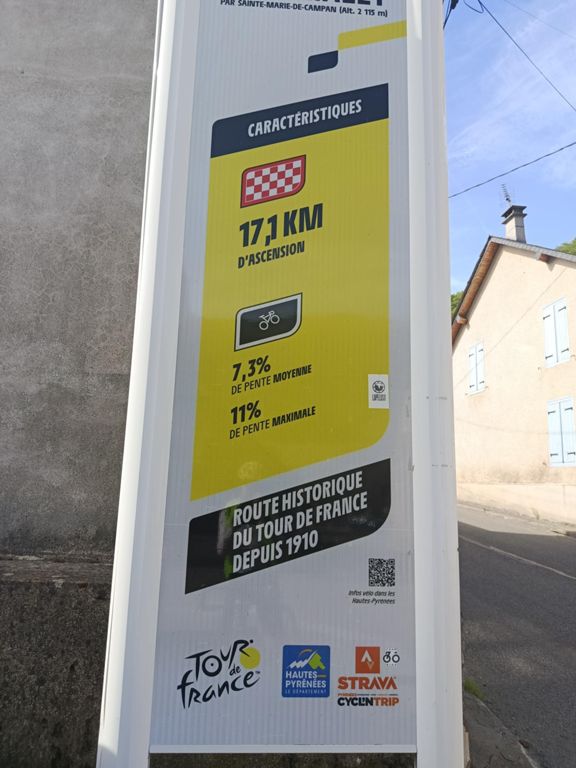 PAR SAINTE-MARIE-DE-CAMPAN (Alt. 2 115 m)
CARACTÉRISTIQUES
17,1 KM
D'ASCENSION
7,3%
DE PENTE MOYENNE
11%
DE PENTE MAXIMALE
ROUTE HISTORIQUE
DU TOUR DE FRANCE
DEPUIS 1910
Infos vélo dans les
Hautes-Pyrénées
TOUR
de
france
HAUTES
PYRÉNÉES
LE DÉPARTEMENT
STRAVA
CYCL'N TRIP